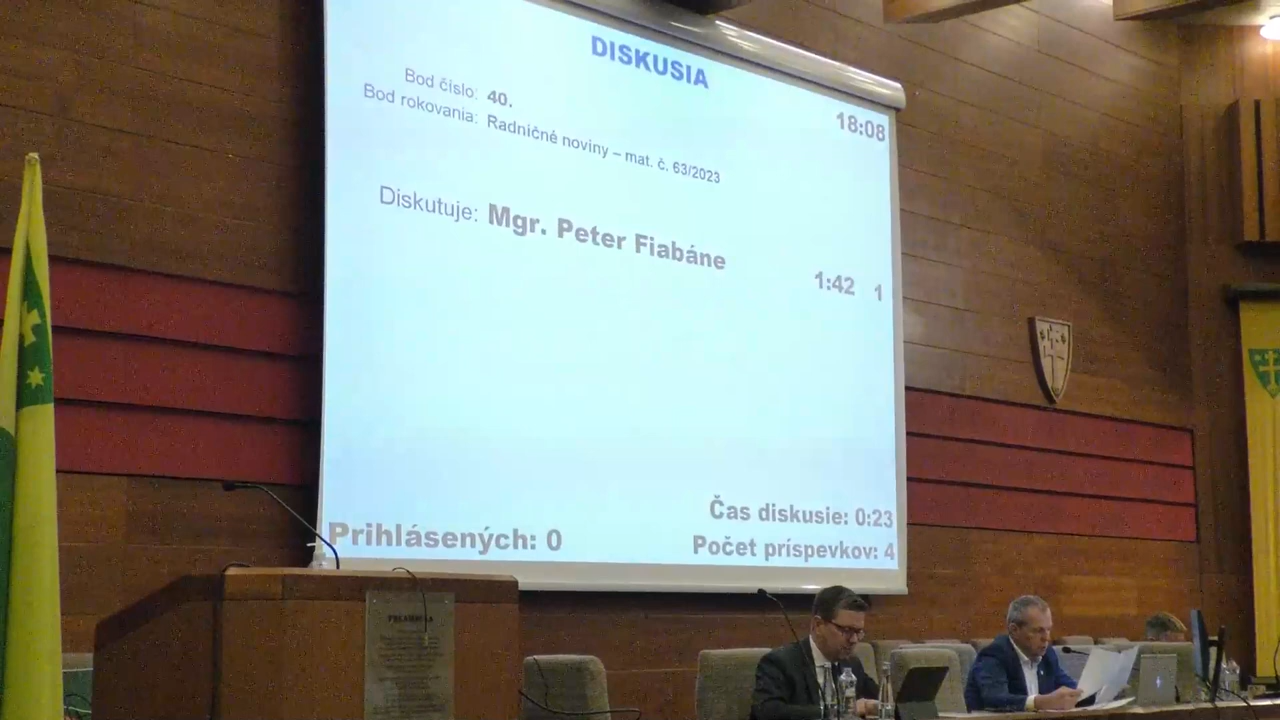 DISKUSIA
18:08
Bod číslo: 40.
Bod rokovania: Radničné noviny – mat. č. 63/2023
Diskutuje: Mgr. Peter Fiabáne
1:42 1
Čas diskusie: 0:23
Prihlásených: 0
Počet príspevkov: 4